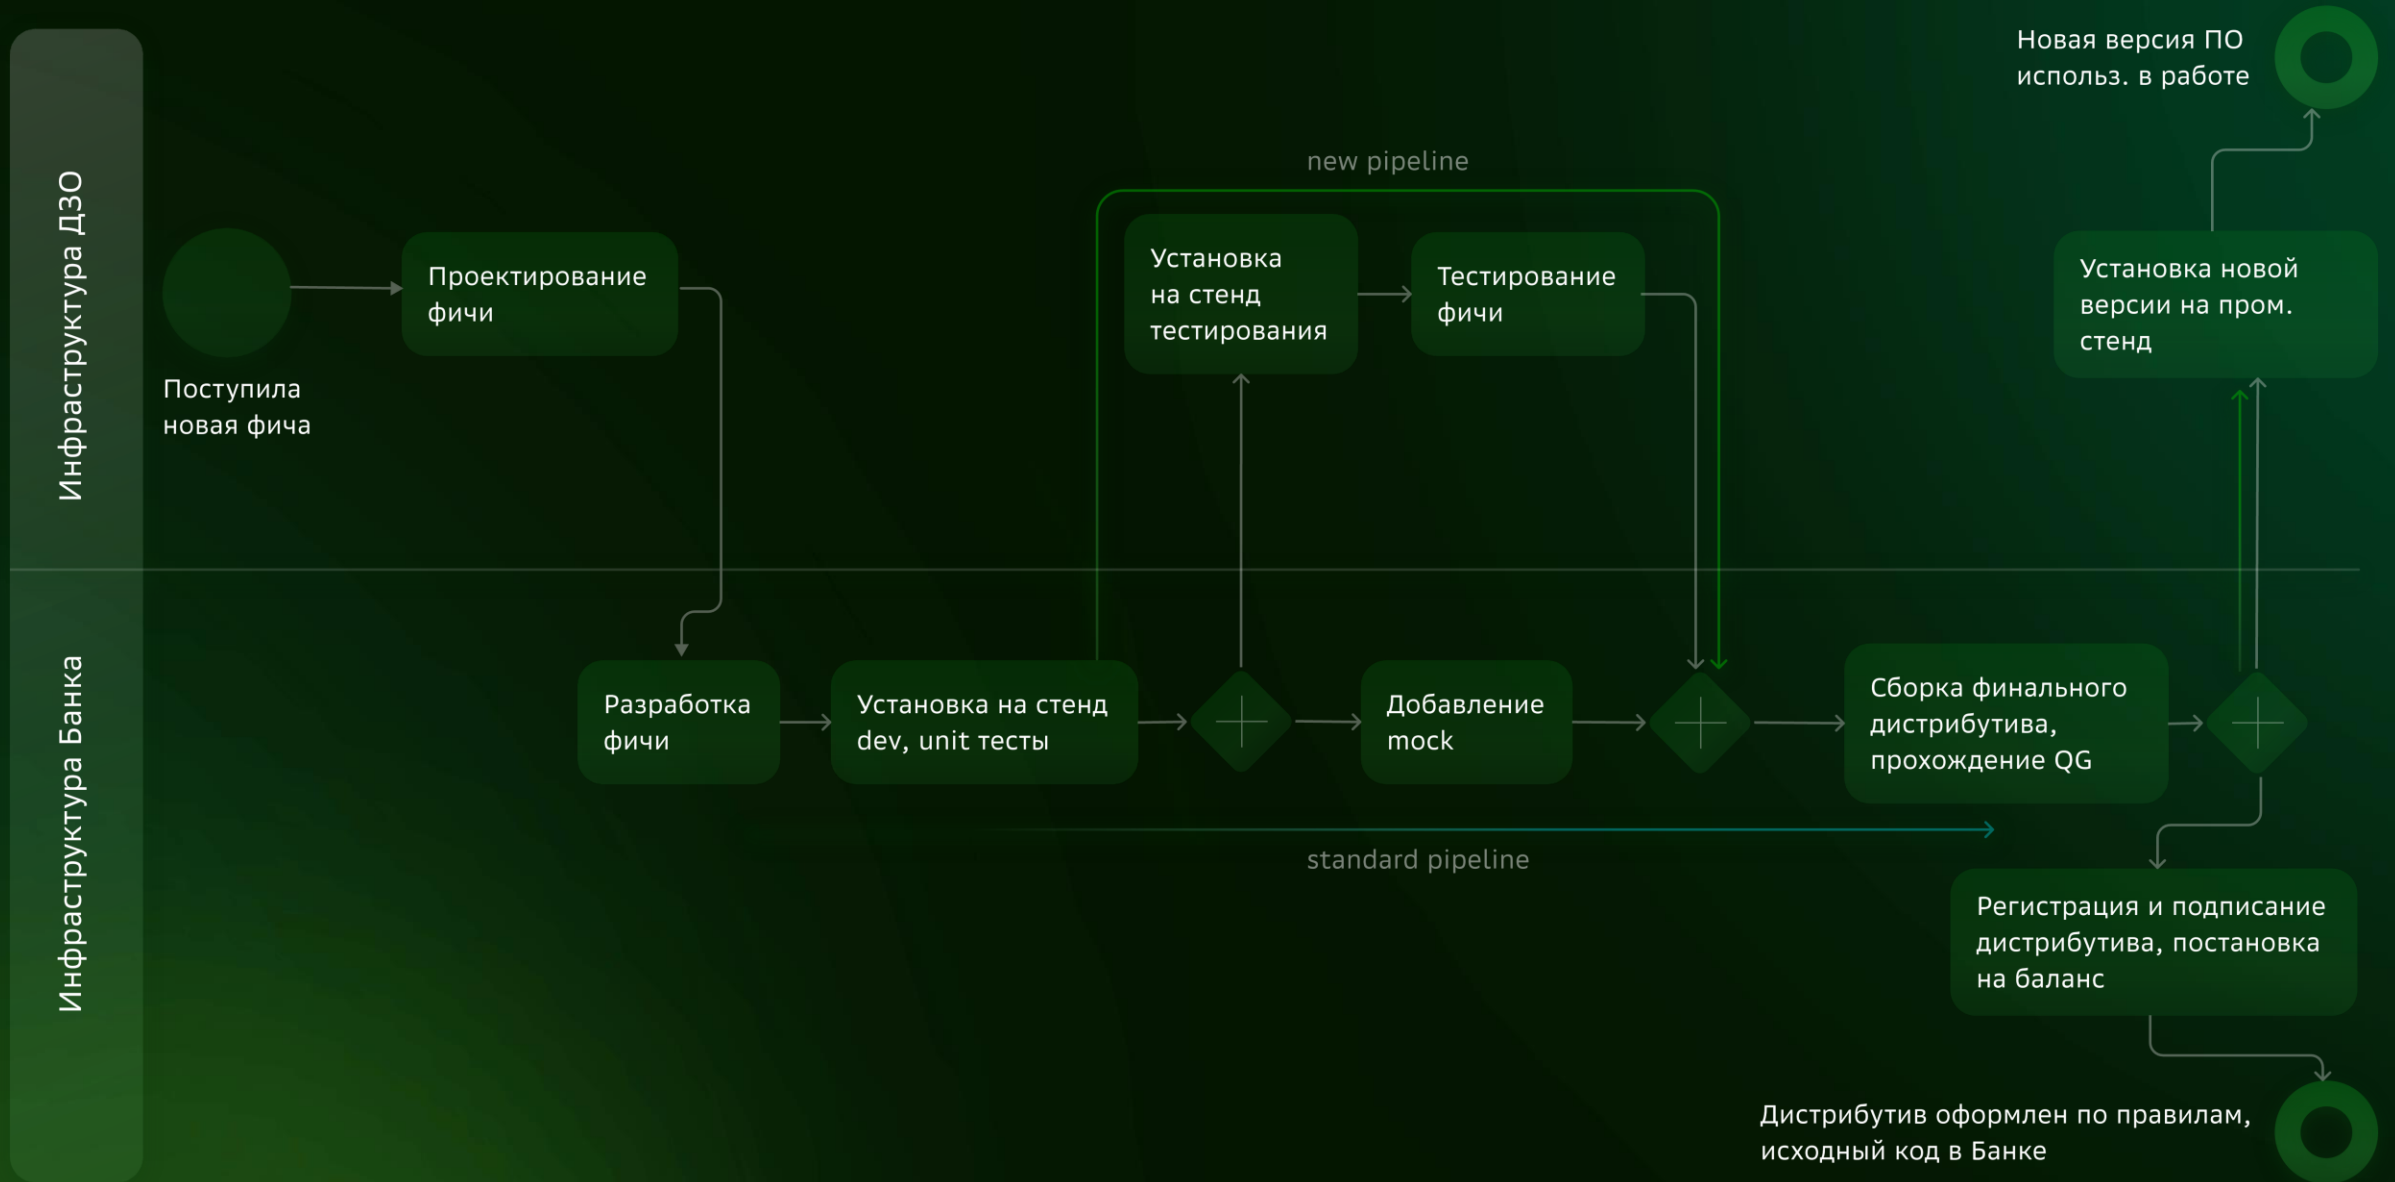 Инфраструктура ДЗО
Поступила
новая фича
Проектирование
фичи
new pipeline
Установка
на стенд
тестирования
Тестирование
фичи
Новая версия ПО
использ. в работе
Установка новой
версии на пром.
стенд
Инфраструктура Банка
Разработка
фичи
Установка на стенд
dev, unit тесты
Добавление
mock
Сборка финального
дистрибутива,
прохождение QG
standard pipeline
Регистрация и подписание
дистрибутива, постановка
на баланс
Дистрибутив оформлен по правилам,
исходный код в Банке